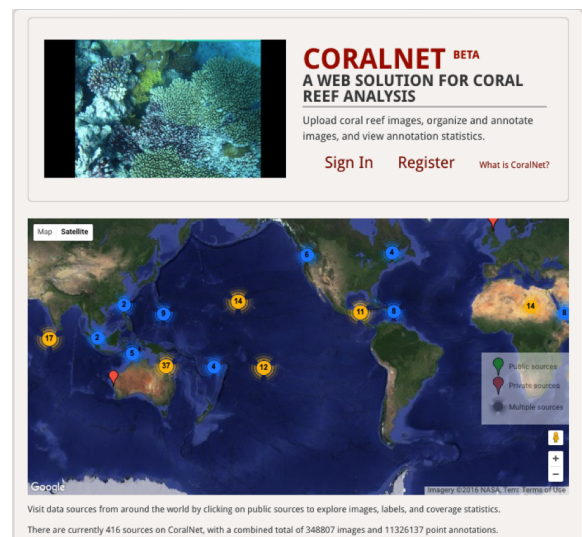 CORALNET BETA
A WEB SOLUTION FOR CORAL
REEF ANALYSIS
Upload coral reef images, organize and annotate
images, and view annotation statistics.
Sign In Register What is CoralNet?
Map Satellite
6
4
2
9
14
11
8
14
8
17
2
5
37
4
12
Public sources
Private sources
Multiple sources
+
−
Google
Imagery ©2016 NASA, Terr. Terms of Use
Visit data sources from around the world by clicking on public sources to explore images, labels, and coverage statistics.
There are currently 416 sources on CoralNet, with a combined total of 348807 images and 11326137 point annotations.